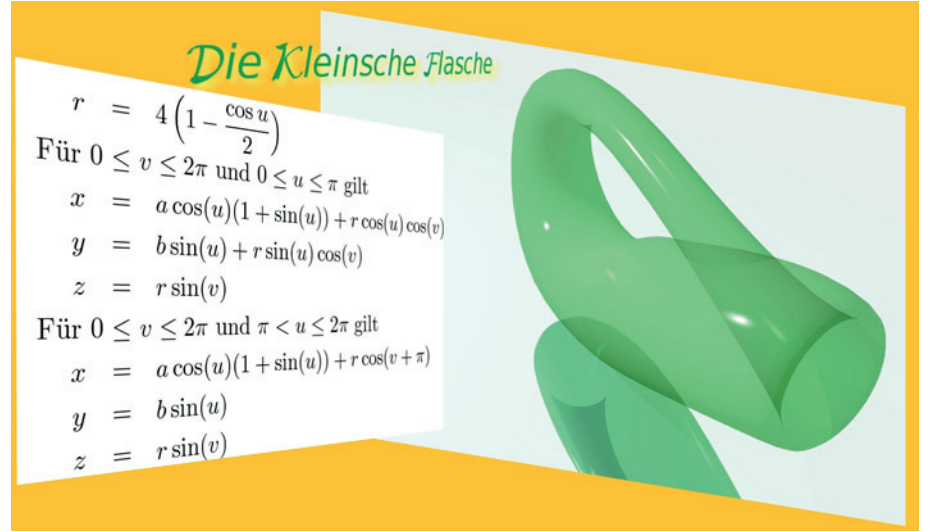 Die Kleinsche Flasche
r = 4(1 − cos u/2)
Für 0 ≤ v ≤ 2π und 0 ≤ u ≤ π gilt
x = a cos(u)(1 + sin(u)) + r cos(u) cos(v)
y = b sin(u) + r sin(u) cos(v)
z = r sin(v)
Für 0 ≤ v ≤ 2π und π < u ≤ 2π gilt
x = a cos(u)(1 + sin(u)) + r cos(v + π)
y = b sin(u)
z = r sin(v)